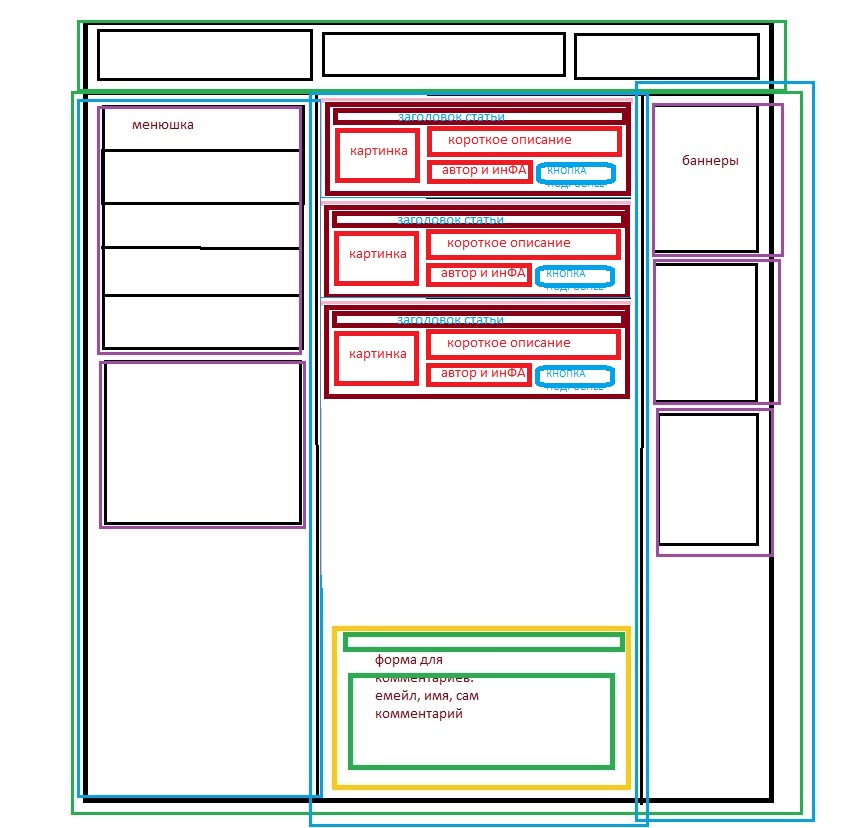 менюшка
заголовок статьи
картинка
короткое описание
автор и инФА
КНОПКА
ПОДРОБНЕЕ
баннеры
заголовок статьи
картинка
короткое описание
автор и инФА
КНОПКА
ПОДРОБНЕЕ
заголовок статьи
картинка
короткое описание
автор и инФА
КНОПКА
ПОДРОБНЕЕ
форма для
комментариев:
емейл, имя, сам
комментарий